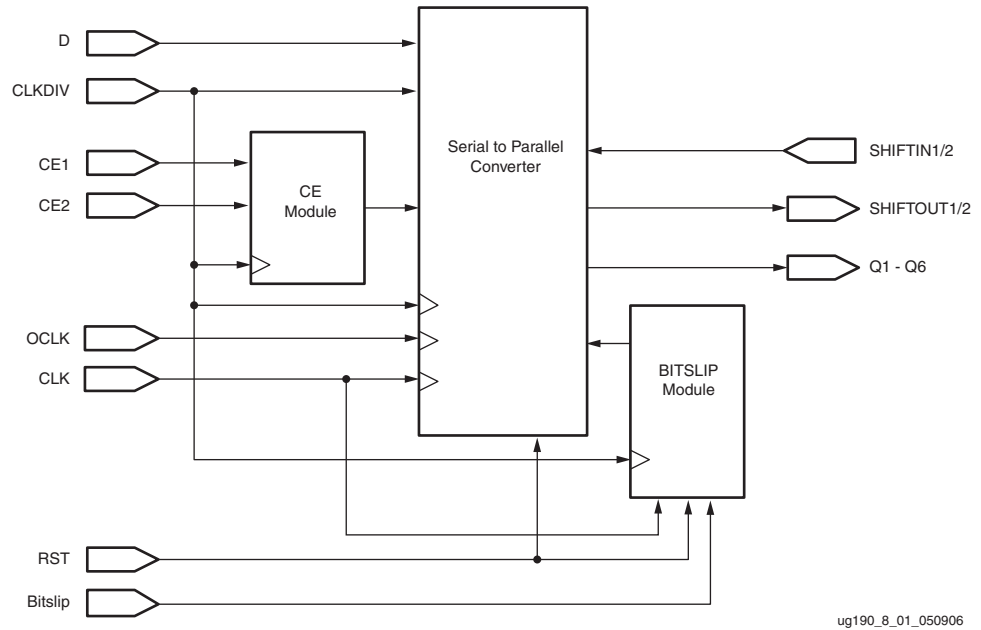 D
CLKDIV
CE1
CE2
CE
Module
Serial to Parallel
Converter
SHIFTIN1/2
SHIFTOUT1/2
Q1 - Q6
OCLK
CLK
BITSLIP
Module
RST
Bitslip
ug190_8_01_050906